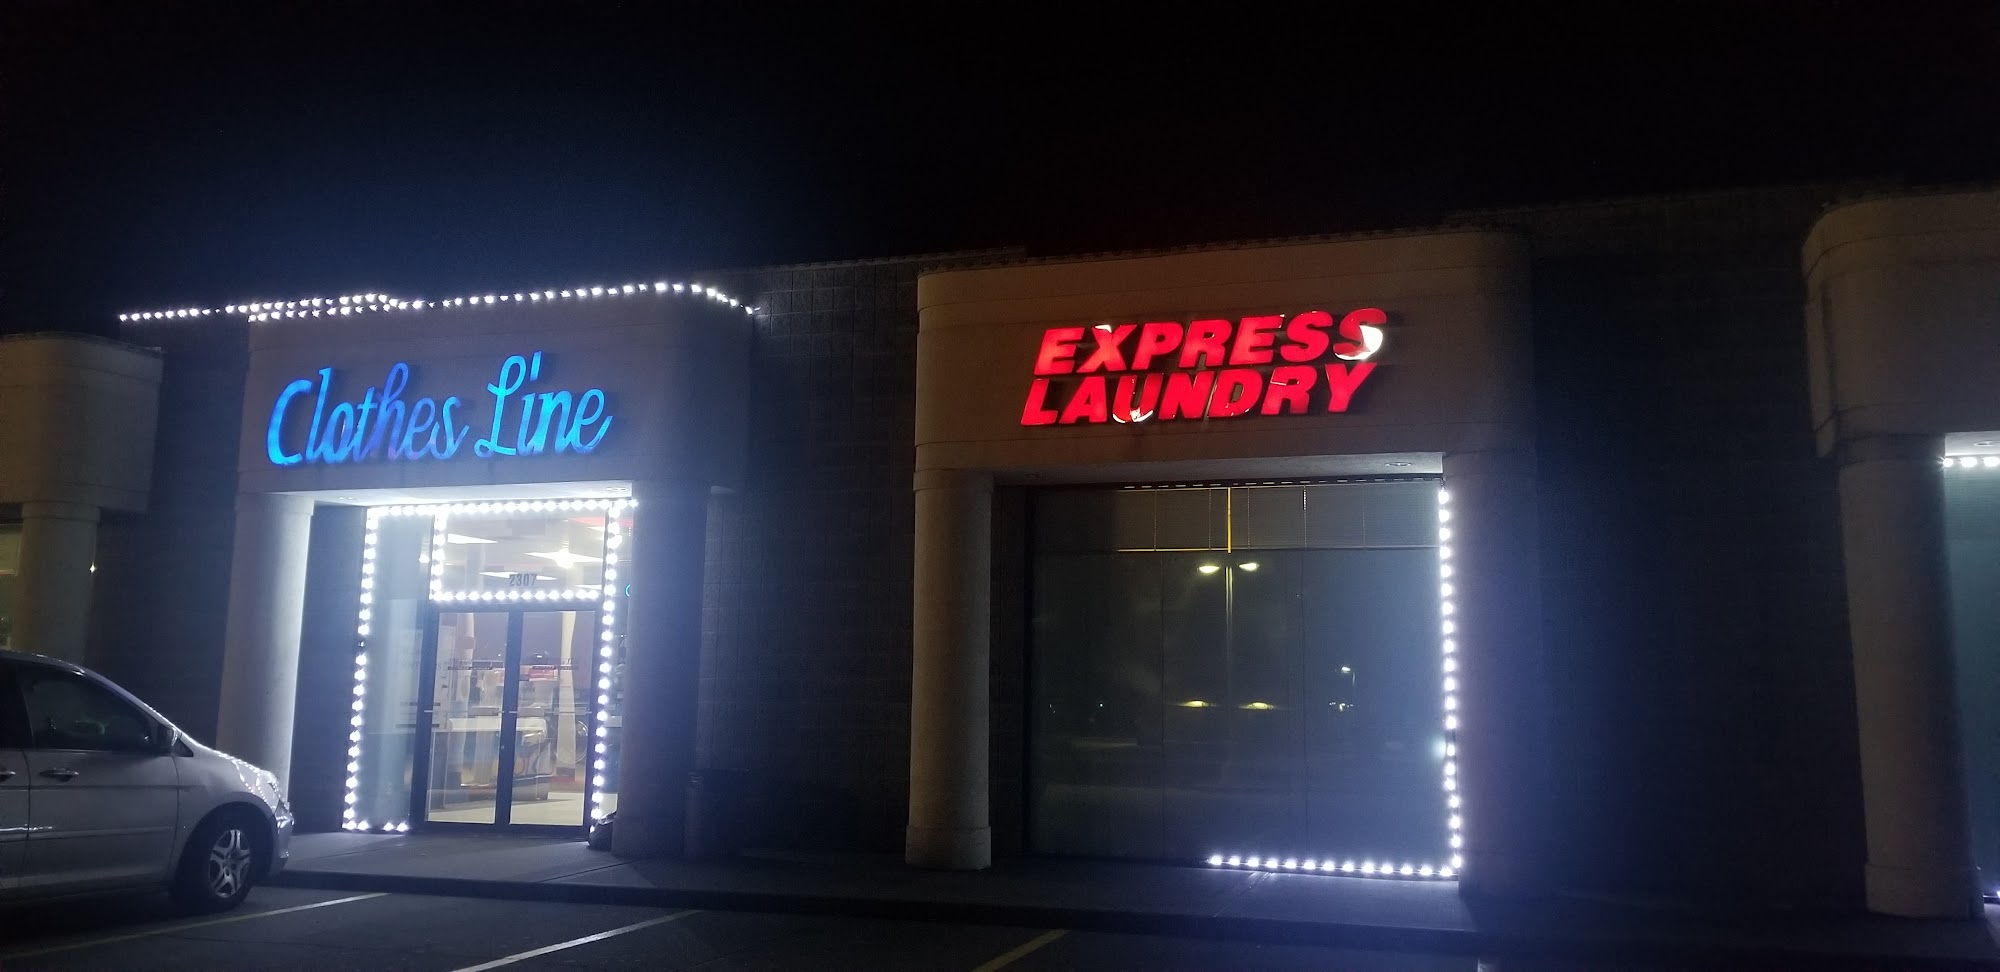 Clothes Line
EXPRESS
LAUNDRY
2307